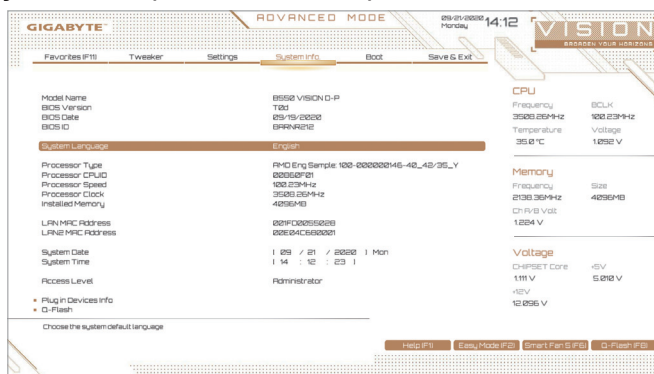 GIGABYTE™
ADVANCED MODE
09/21/2020
Monday
14:12
VISION
BROADEN YOUR HORIZONS
Favorites (F11) Tweaker Settings System Info Boot Save & Exit
Model Name B550 VISION D-P
BIOS Version T0d
BIOS Date 09/19/2020
BIOS ID 8ARNA212
System Language English
Processor Type AMD Eng Sample: 100-000000146-40_42/35_Y
Processor CPUID 00860F01
Processor Speed 100.23MHz
Processor Clock 3508.26MHz
Installed Memory 4096MB
LAN MAC Address 001FD0055028
LAN2 MAC Address 00E04C680001
System Date [ 09 / 21 / 2020 ] Mon
System Time [ 14 : 12 : 23 ]
Access Level Administrator
Plug in Devices Info
Q-Flash
Choose the system default language
CPU
Frequency BCLK
3508.26MHz 100.23MHz
Temperature Voltage
35.0 °C 1.092 V
Memory
Frequency Size
2138.36MHz 4096MB
Ch A/B Volt
1.224 V
Voltage
CHIPSET Core +5V
1.111 V 5.010 V
+12V
12.096 V
Help (F1) Easy Mode (F2) Smart Fan 5 (F6) Q-Flash (F8)